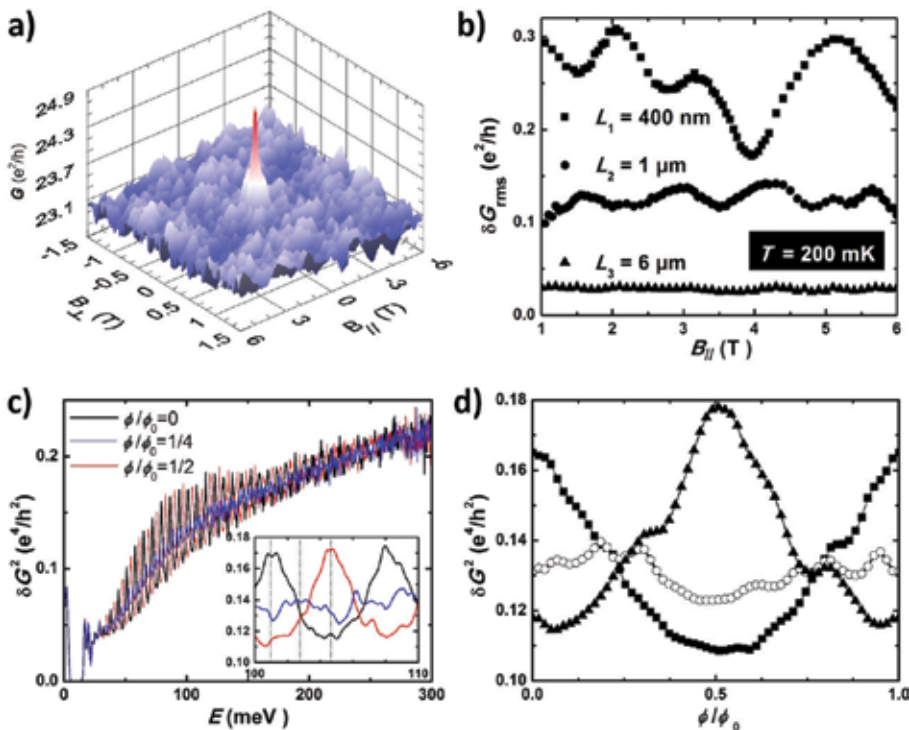 a)
G (e²/h)
24.9
24.3
23.7
23.1
-1.5
-1
-0.5
0
0.5
1
1.5
B⊥ (T)
6
3
0
-3
-6
B// (T)
b)
δGrms (e²/h)
0.3
0.2
0.1
0.0
L₁ = 400 nm
L₂ = 1 µm
L₃ = 6 µm
T = 200 mK
1 2 3 4 5 6
B// (T)
c)
δG² (e⁴/h²)
0.2
0.1
0.0
ϕ/ϕ₀=0
ϕ/ϕ₀=1/4
ϕ/ϕ₀=1/2
0.18
0.16
0.14
0.12
0.10
100 110
0 100 200 300
E (meV)
d)
δG² (e⁴/h²)
0.18
0.16
0.14
0.12
0.10
0.0 0.5 1.0
ϕ/ϕ₀